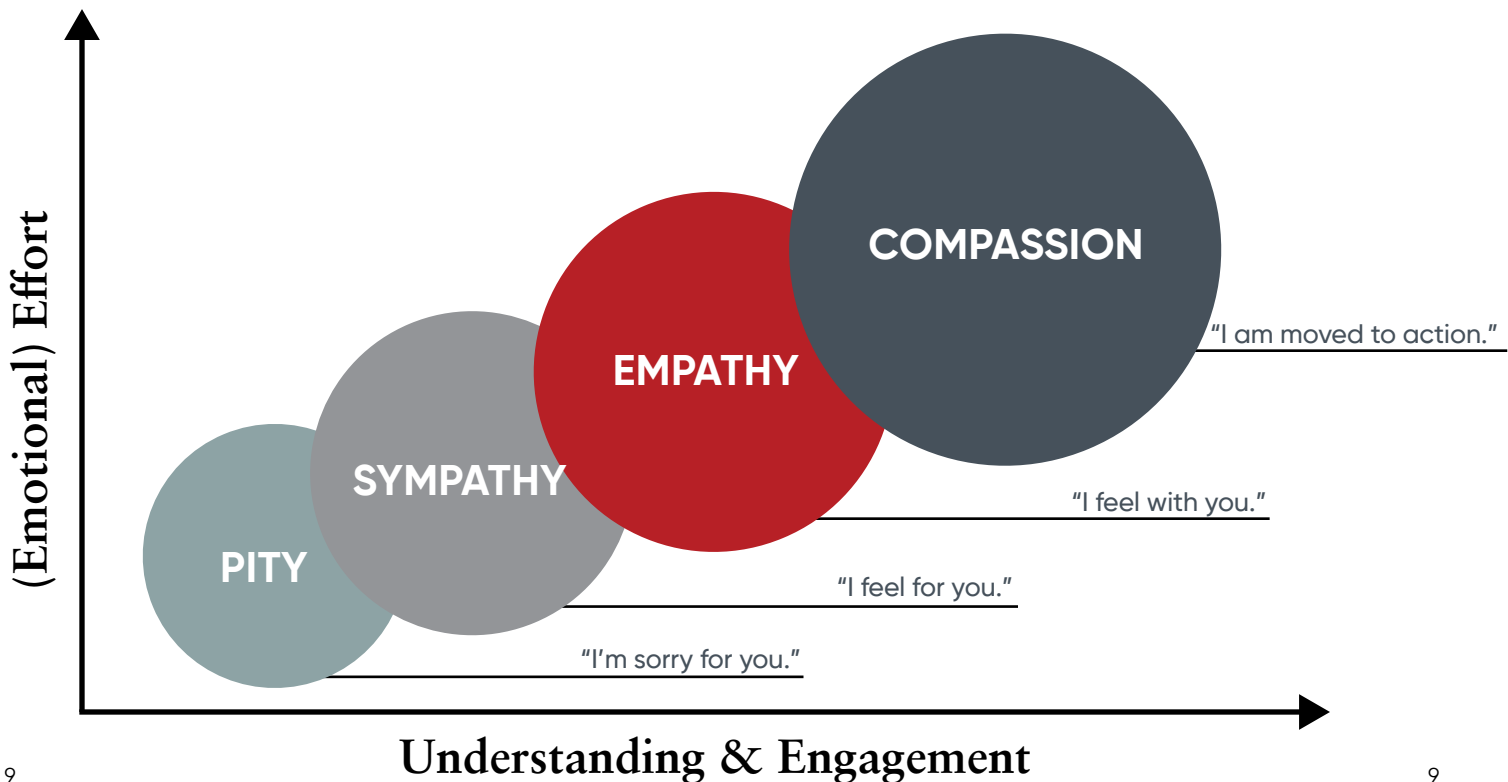 (Emotional) Effort
COMPASSION
“I am moved to action.”
EMPATHY
“I feel with you.”
SYMPATHY
“I feel for you.”
PITY
“I’m sorry for you.”
Understanding & Engagement
9
9